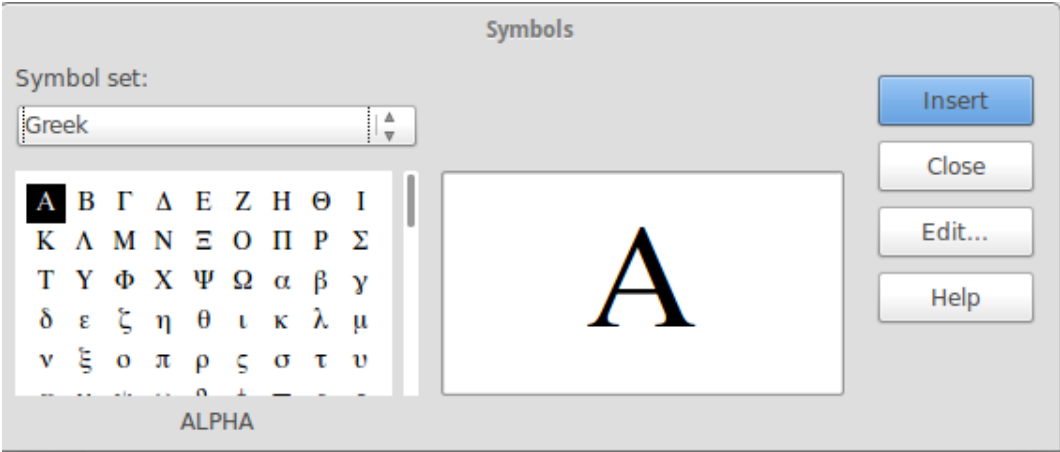 Symbols
Symbol set:
Greek
Insert
Close
Edit...
Help
Α Β Γ Δ Ε Ζ Η Θ Ι
Κ Λ Μ Ν Ξ Ο Π Ρ Σ
Τ Υ Φ Χ Ψ Ω α β γ
δ ε ζ η θ ι κ λ μ
ν ξ ο π ρ ς σ τ υ
Α
ALPHA